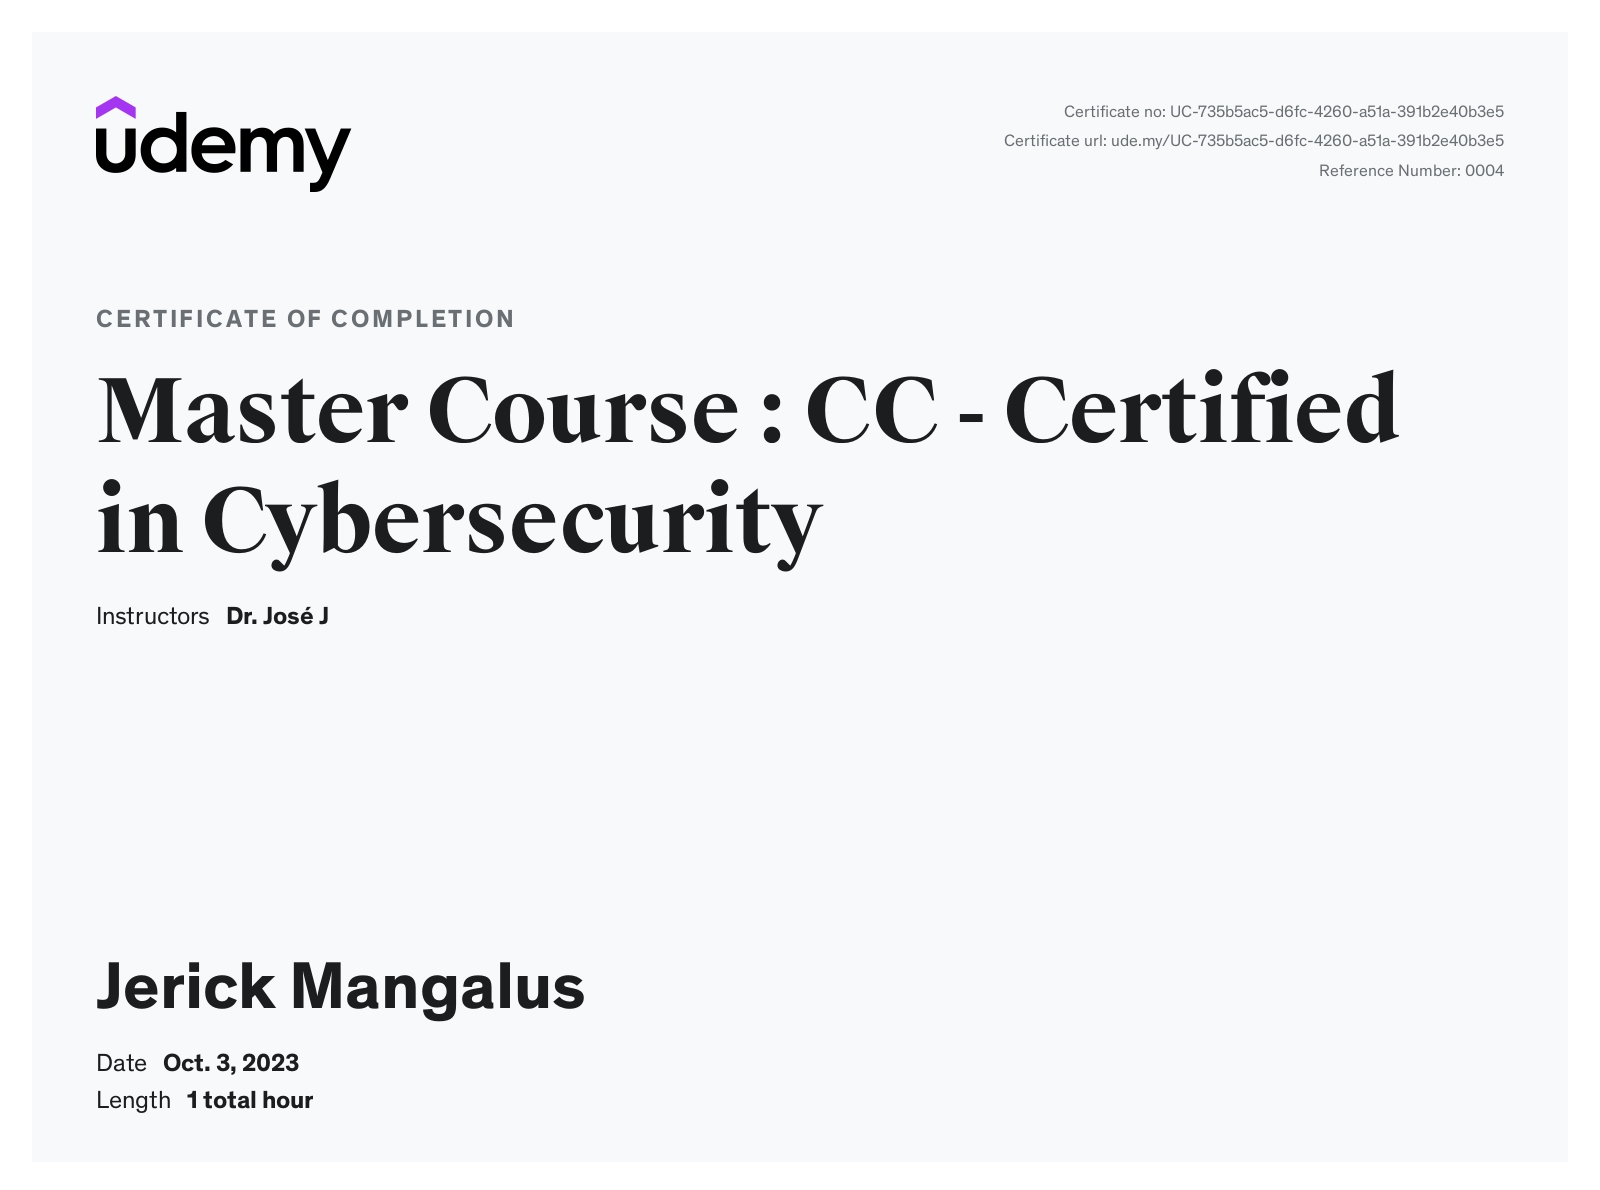 udemy
Certificate no: UC-735b5ac5-d6fc-4260-a51a-391b2e40b3e5
Certificate url: ude.my/UC-735b5ac5-d6fc-4260-a51a-391b2e40b3e5
Reference Number: 0004
CERTIFICATE OF COMPLETION
Master Course : CC - Certified
in Cybersecurity
Instructors Dr. José J
Jerick Mangalus
Date Oct. 3, 2023
Length 1 total hour